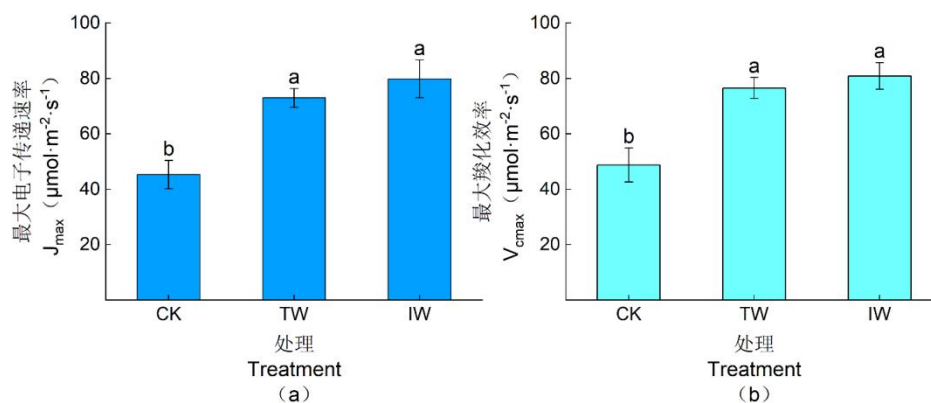 最大电子传递速率
J_max（μmol·m⁻²·s⁻¹）
100
80
60
40
20
b
a
a
CK
TW
IW
处理
Treatment
（a）
最大羧化效率
V_cmax（μmol·m⁻²·s⁻¹）
100
80
60
40
20
b
a
a
CK
TW
IW
处理
Treatment
（b）